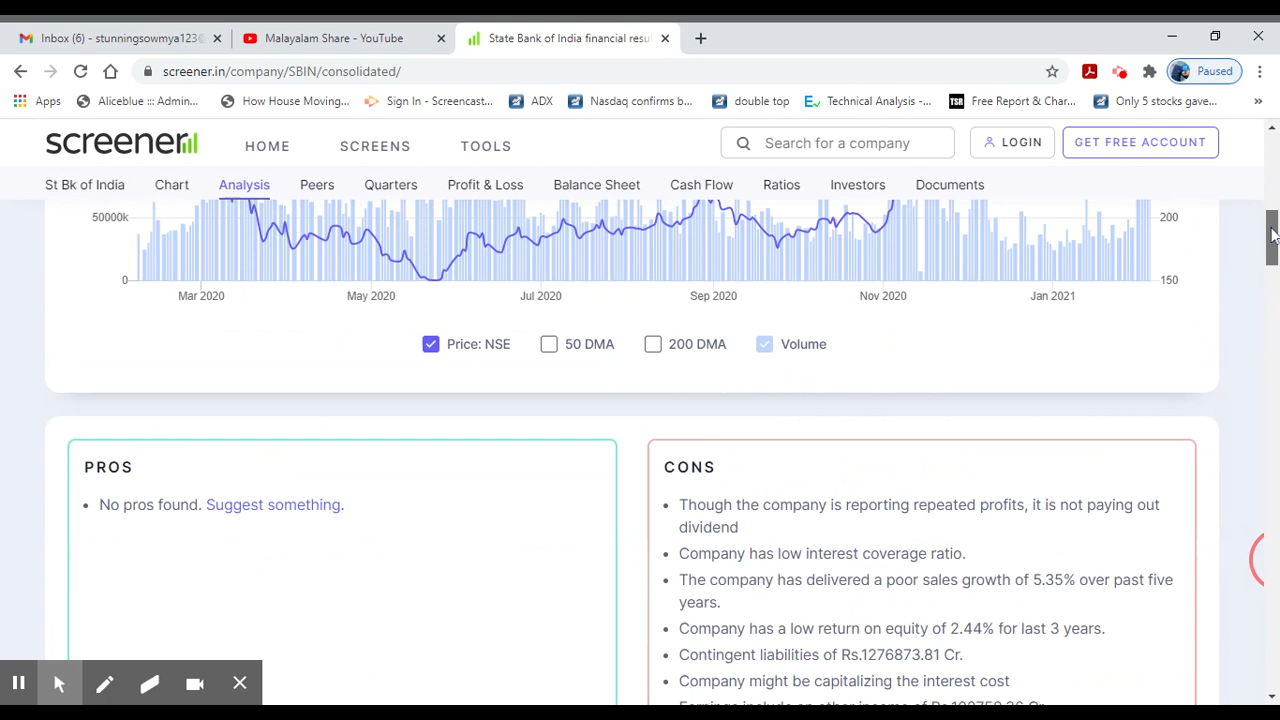 Inbox (6) - stunningsowmya123@
Malayalam Share - YouTube
State Bank of India financial resu
screener.in/company/SBIN/consolidated/
Paused
Apps
Aliceblue ::: Admin...
How House Moving...
Sign In - Screencast...
ADX
Nasdaq confirms b...
double top
Technical Analysis -...
TSR
Free Report & Char...
Only 5 stocks gave...
screener
HOME
SCREENS
TOOLS
Search for a company
LOGIN
GET FREE ACCOUNT
St Bk of India
Chart
Analysis
Peers
Quarters
Profit & Loss
Balance Sheet
Cash Flow
Ratios
Investors
Documents
50000k
200
0
150
Mar 2020
May 2020
Jul 2020
Sep 2020
Nov 2020
Jan 2021
Price: NSE
50 DMA
200 DMA
Volume
PROS
No pros found. Suggest something.
CONS
Though the company is reporting repeated profits, it is not paying out
dividend
Company has low interest coverage ratio.
The company has delivered a poor sales growth of 5.35% over past five
years.
Company has a low return on equity of 2.44% for last 3 years.
Contingent liabilities of Rs.1276873.81 Cr.
Company might be capitalizing the interest cost